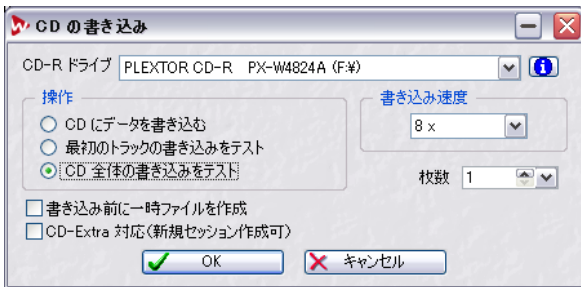 CD の書き込み
CD-R ドライブ PLEXTOR CD-R PX-W4824A (F:¥)
操作
CD にデータを書き込む
最初のトラックの書き込みをテスト
CD 全体の書き込みをテスト
書き込み速度
8 x
枚数 1
書き込み前に一時ファイルを作成
CD-Extra 対応(新規セッション作成可)
OK キャンセル